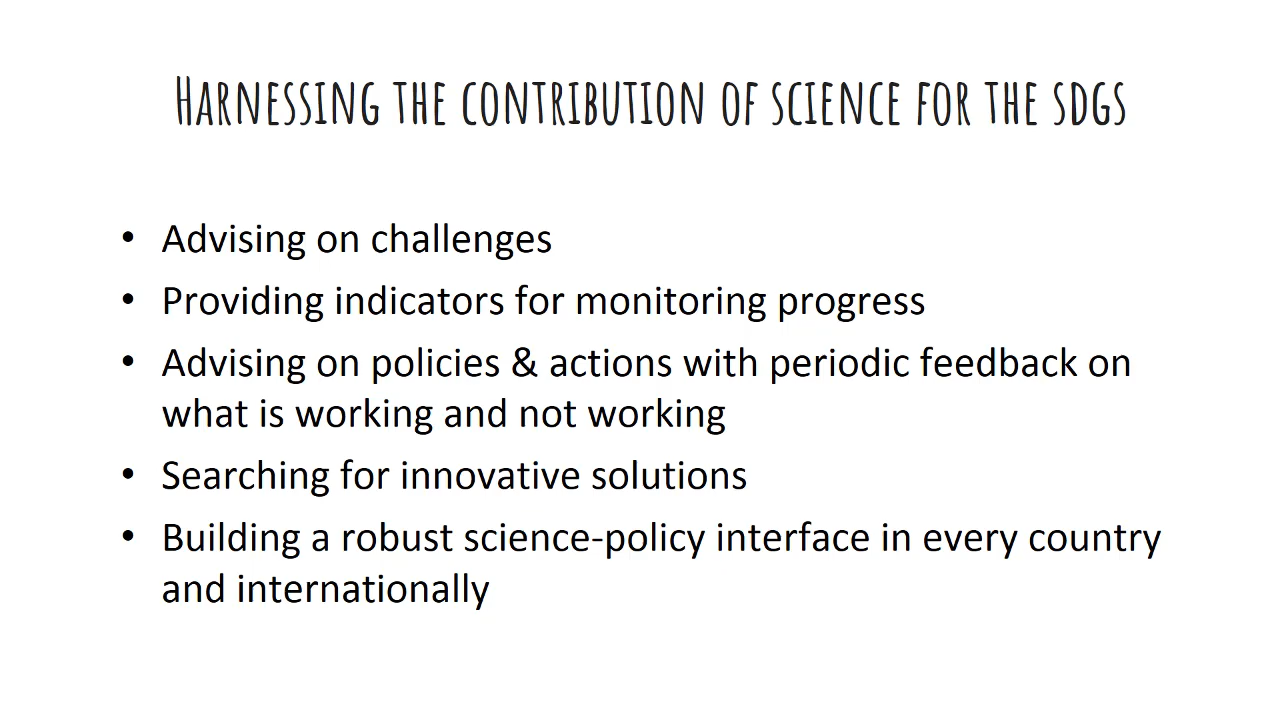 HARNESSING THE CONTRIBUTION OF SCIENCE FOR THE SDGS
• Advising on challenges
• Providing indicators for monitoring progress
• Advising on policies & actions with periodic feedback on
what is working and not working
• Searching for innovative solutions
• Building a robust science-policy interface in every country
and internationally